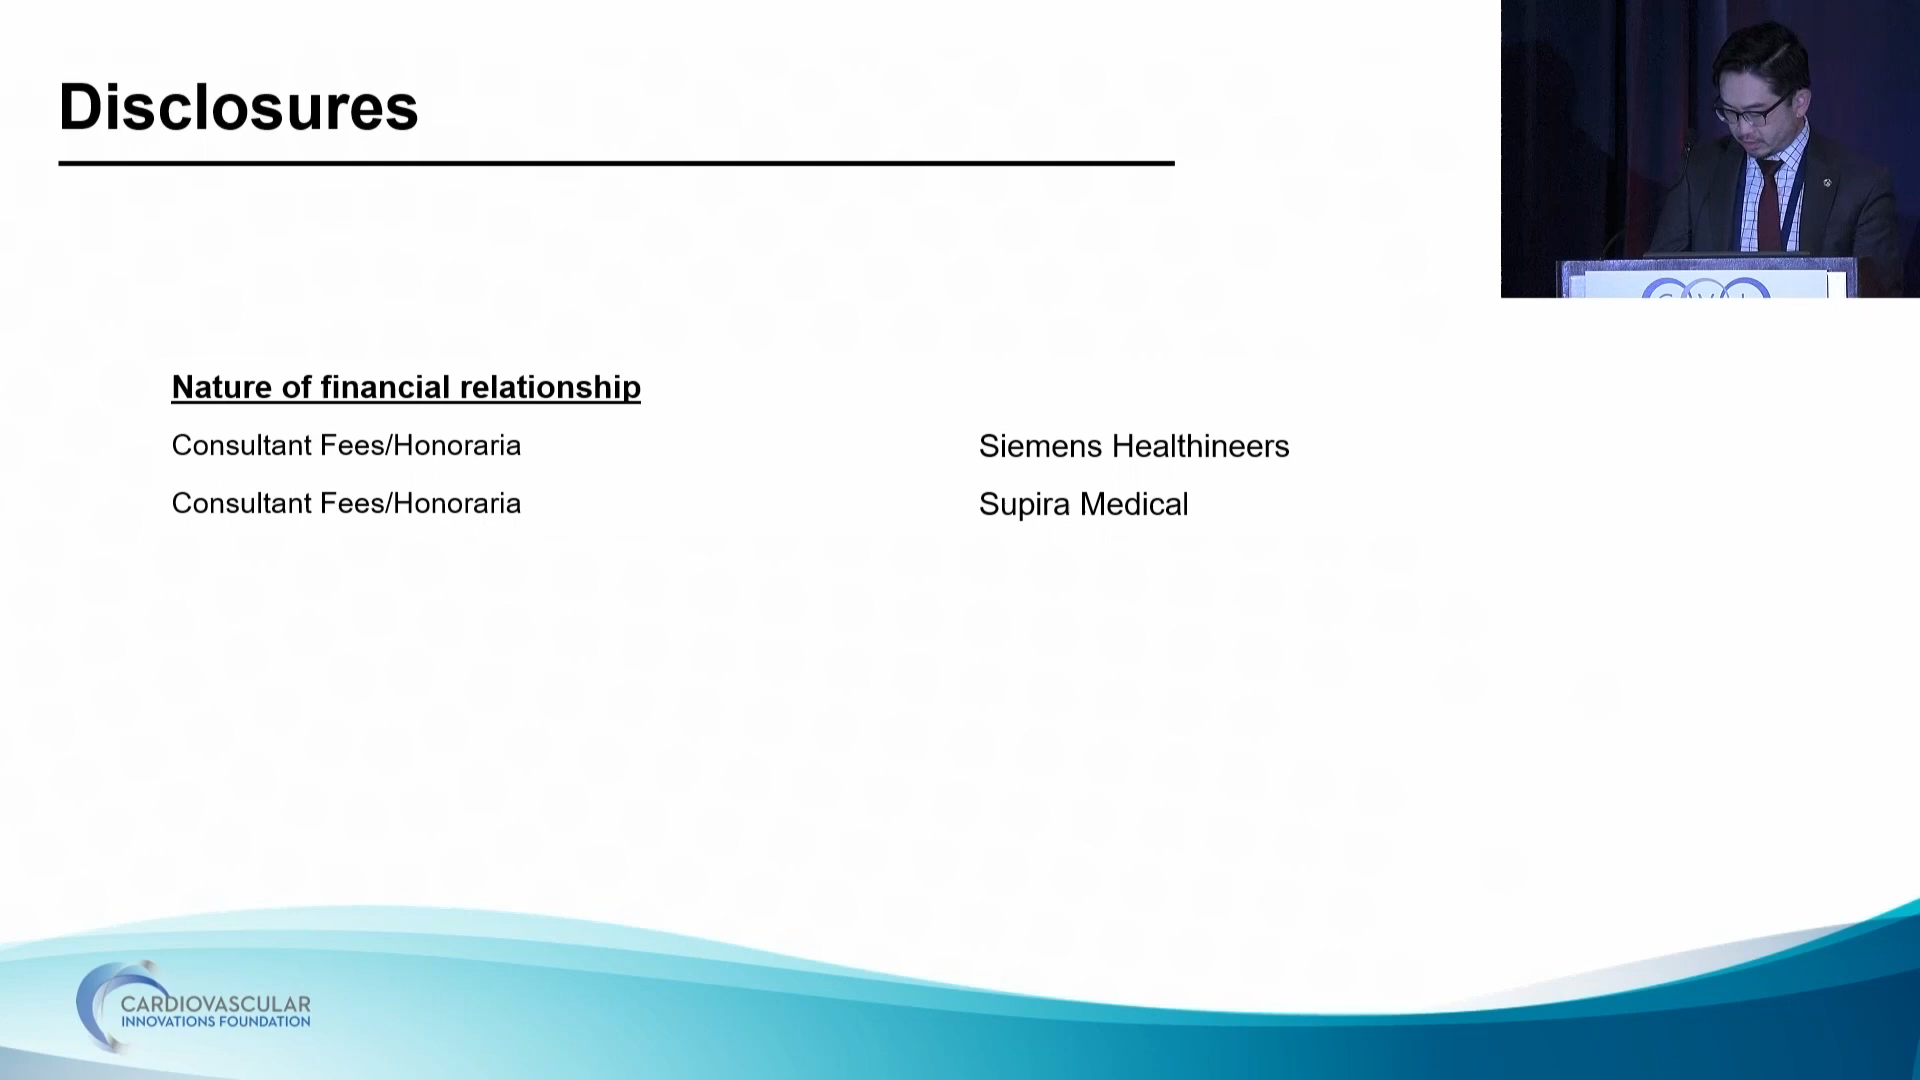 Disclosures
Nature of financial relationship
Consultant Fees/Honoraria Siemens Healthineers
Consultant Fees/Honoraria Supira Medical
CARDIOVASCULAR
INNOVATIONS FOUNDATION